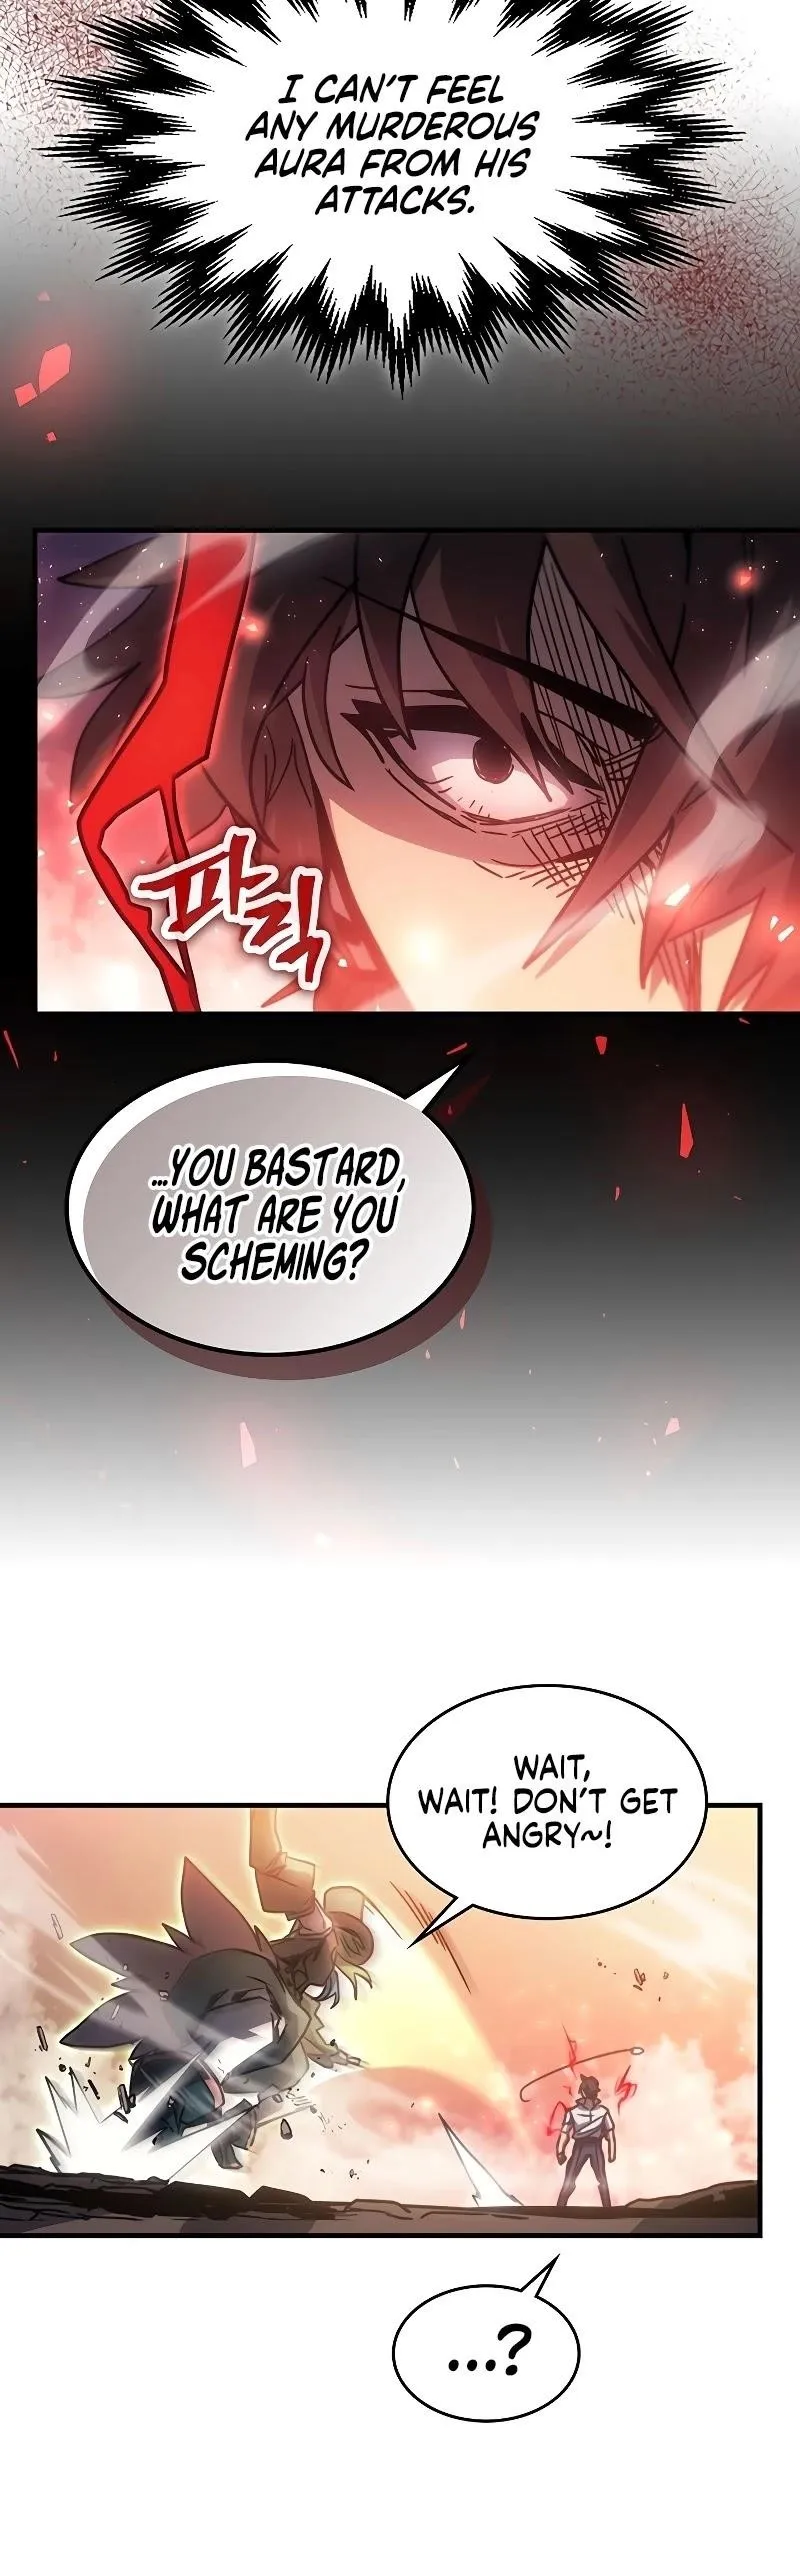 I CAN'T FEEL
ANY MURDEROUS
AURA FROM HIS
ATTACKS.
파직
...YOU BASTARD,
WHAT ARE YOU
SCHEMING?
WAIT,
WAIT! DON'T GET
ANGRY~!
...?